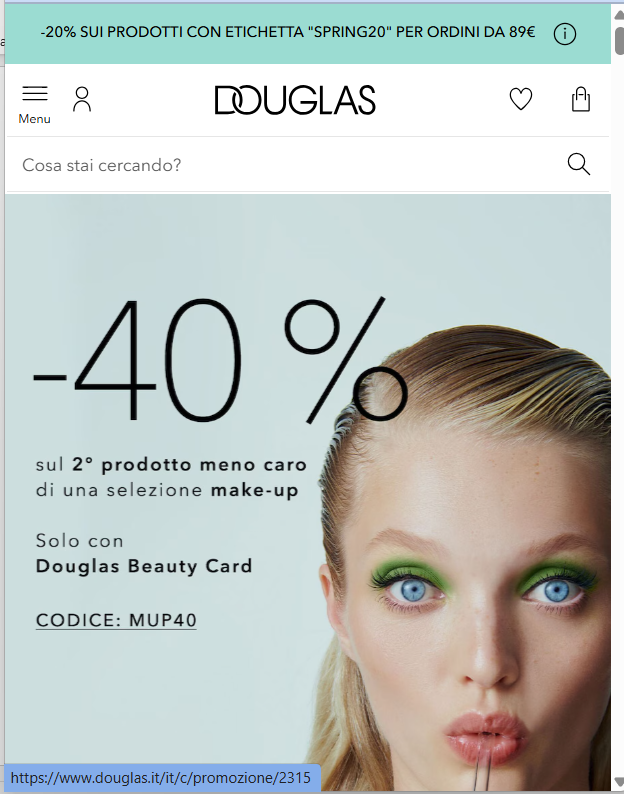 -20% SUI PRODOTTI CON ETICHETTA "SPRING20" PER ORDINI DA 89€
Menu
DOUGLAS
Cosa stai cercando?
-40 %
sul 2° prodotto meno caro
di una selezione make-up
Solo con
Douglas Beauty Card
CODICE: MUP40
https://www.douglas.it/it/c/promozione/2315